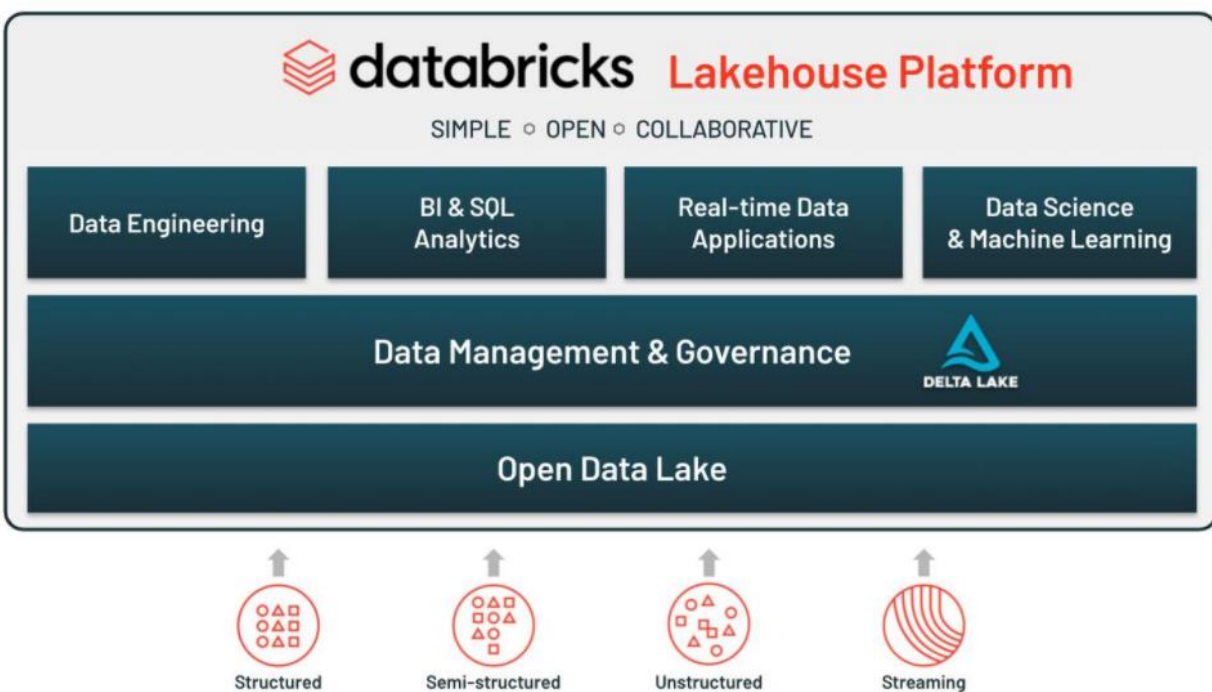 databricks Lakehouse Platform
SIMPLE ○ OPEN ○ COLLABORATIVE
Data Engineering
BI & SQL
Analytics
Real-time Data
Applications
Data Science
& Machine Learning
Data Management & Governance
DELTA LAKE
Open Data Lake
Structured
Semi-structured
Unstructured
Streaming